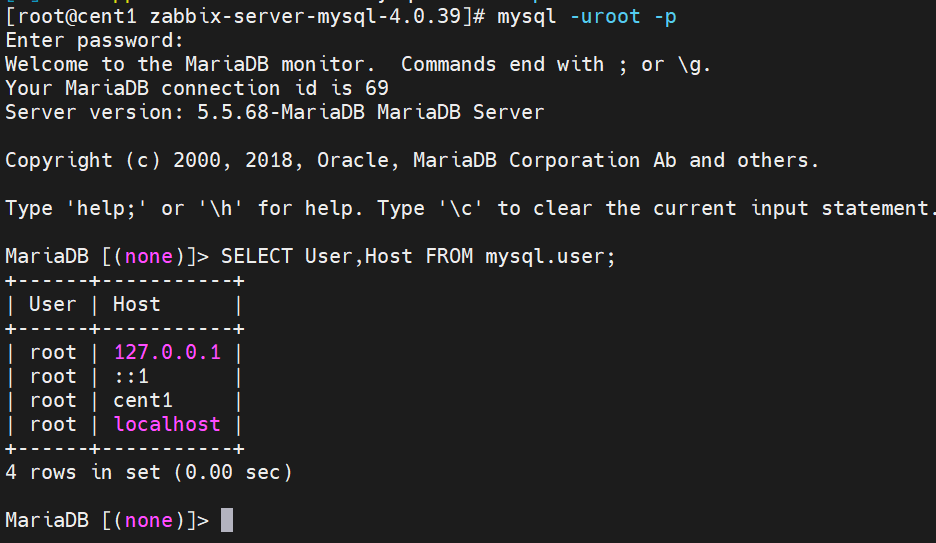 [root@cent1 zabbix-server-mysql-4.0.39]# mysql -uroot -p
Enter password:
Welcome to the MariaDB monitor.  Commands end with ; or \g.
Your MariaDB connection id is 69
Server version: 5.5.68-MariaDB MariaDB Server

Copyright (c) 2000, 2018, Oracle, MariaDB Corporation Ab and others.

Type 'help;' or '\h' for help. Type '\c' to clear the current input statement.

MariaDB [(none)]> SELECT User,Host FROM mysql.user;
+------+-----------+
| User | Host      |
+------+-----------+
| root | 127.0.0.1 |
| root | ::1       |
| root | cent1     |
| root | localhost |
+------+-----------+
4 rows in set (0.00 sec)

MariaDB [(none)]>